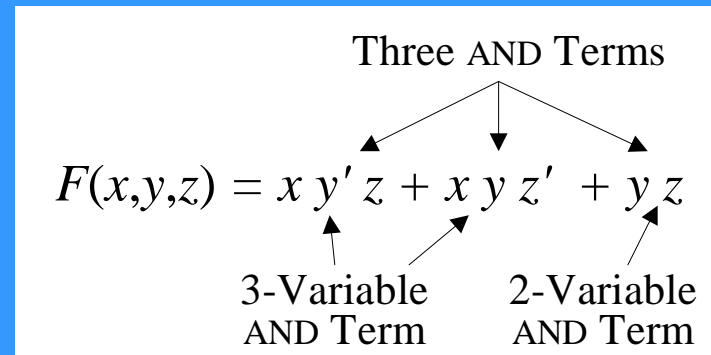 Three AND Terms
F(x,y,z) = x y' z + x y z' + y z
3-Variable 2-Variable
AND Term AND Term